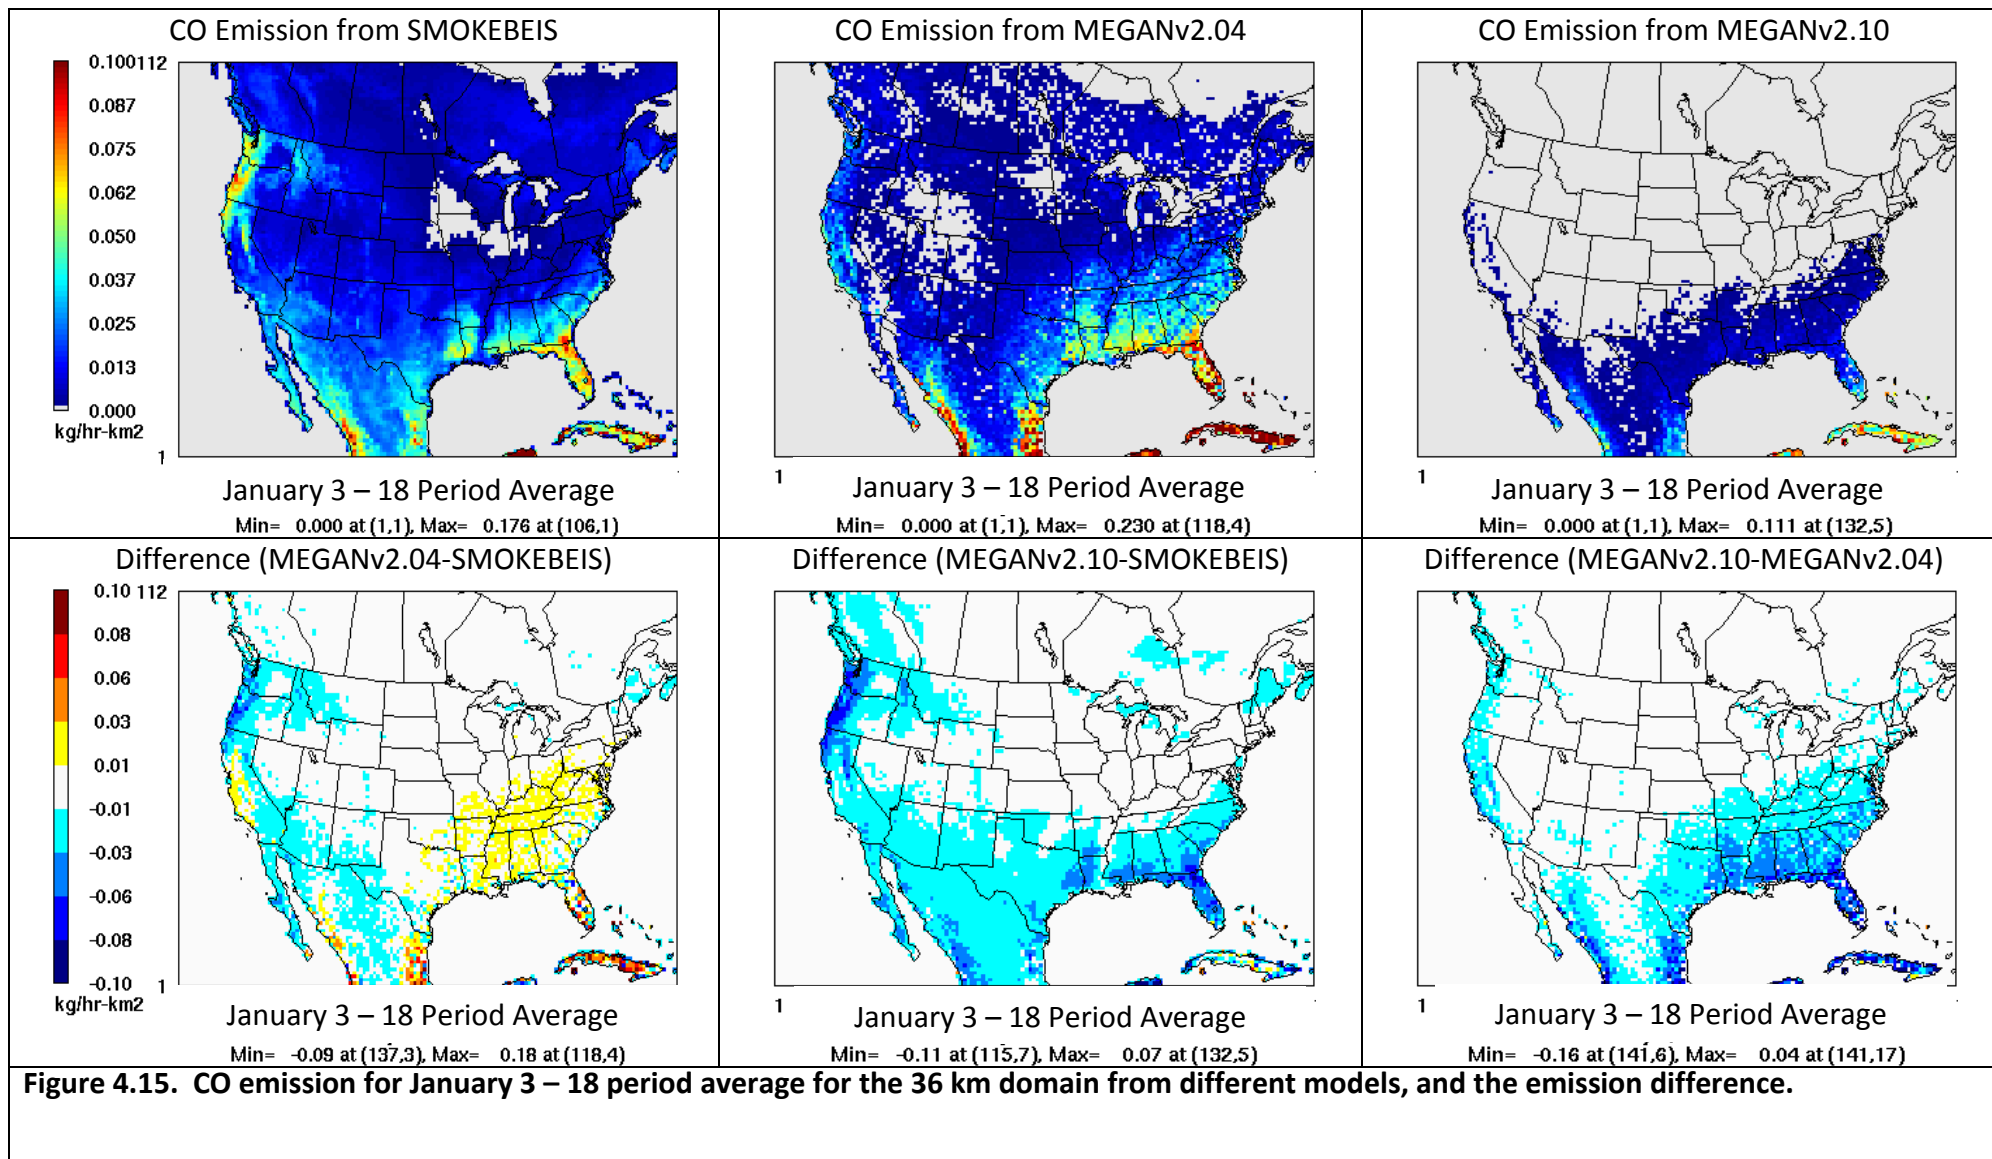 CO Emission from SMOKEBEIS
0.100 112
0.087
0.075
0.062
0.050
0.037
0.025
0.013
0.000
kg/hr-km2
1
1
January 3 – 18 Period Average
Min= 0.000 at (1,1), Max= 0.176 at (106,1)
CO Emission from MEGANv2.04
1
January 3 – 18 Period Average
Min= 0.000 at (1,1), Max= 0.230 at (118,4)
CO Emission from MEGANv2.10
1
January 3 – 18 Period Average
Min= 0.000 at (1,1), Max= 0.111 at (132,5)
Difference (MEGANv2.04-SMOKEBEIS)
0.10 112
0.08
0.06
0.03
0.01
-0.01
-0.03
-0.06
-0.08
-0.10
kg/hr-km2
1
January 3 – 18 Period Average
Min= -0.09 at (137,3), Max= 0.18 at (118,4)
Difference (MEGANv2.10-SMOKEBEIS)
1
January 3 – 18 Period Average
Min= -0.11 at (115,7), Max= 0.07 at (132,5)
Difference (MEGANv2.10-MEGANv2.04)
1
January 3 – 18 Period Average
Min= -0.16 at (141,6), Max= 0.04 at (141,17)
Figure 4.15. CO emission for January 3 – 18 period average for the 36 km domain from different models, and the emission difference.